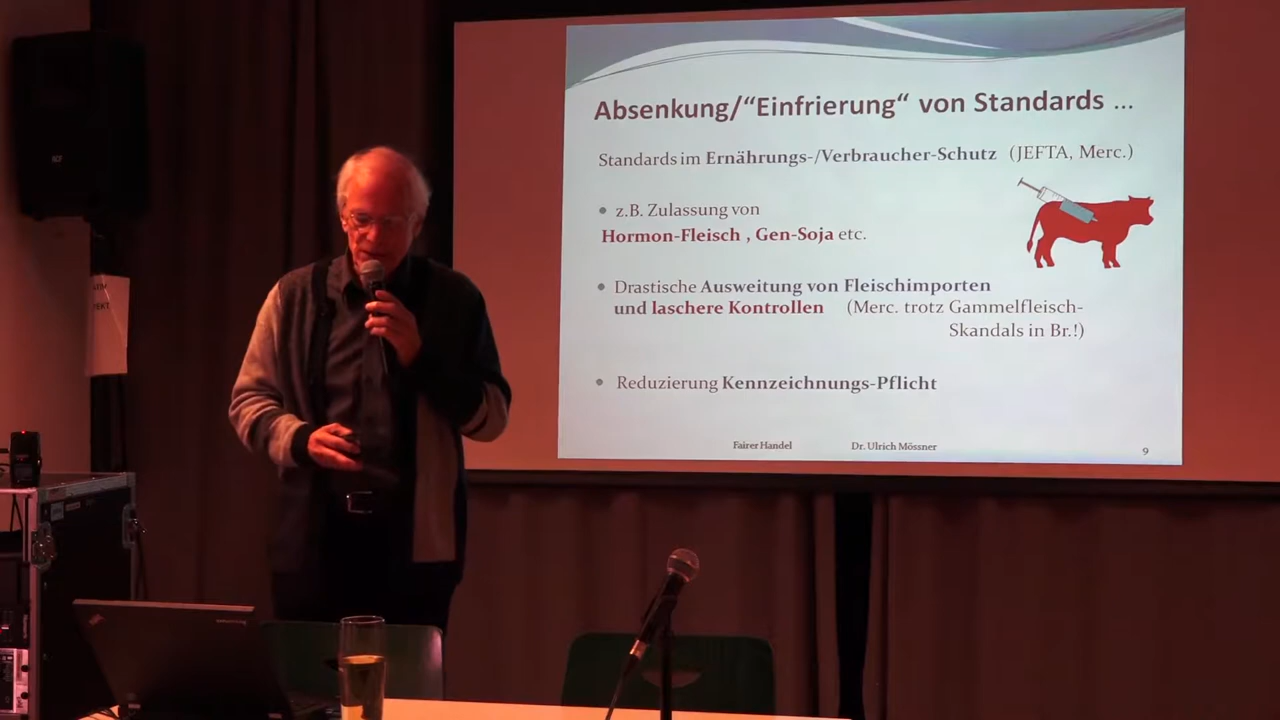 Absenkung/“Einfrierung“ von Standards ...
Standards im Ernährungs-/Verbraucher-Schutz (JEFTA, Merc.)
• z.B. Zulassung von
Hormon-Fleisch , Gen-Soja etc.
• Drastische Ausweitung von Fleischimporten
und laschere Kontrollen (Merc. trotz Gammelfleisch-
Skandals in Br.!)
• Reduzierung Kennzeichnungs-Pflicht
Fairer Handel Dr. Ulrich Mössner 9